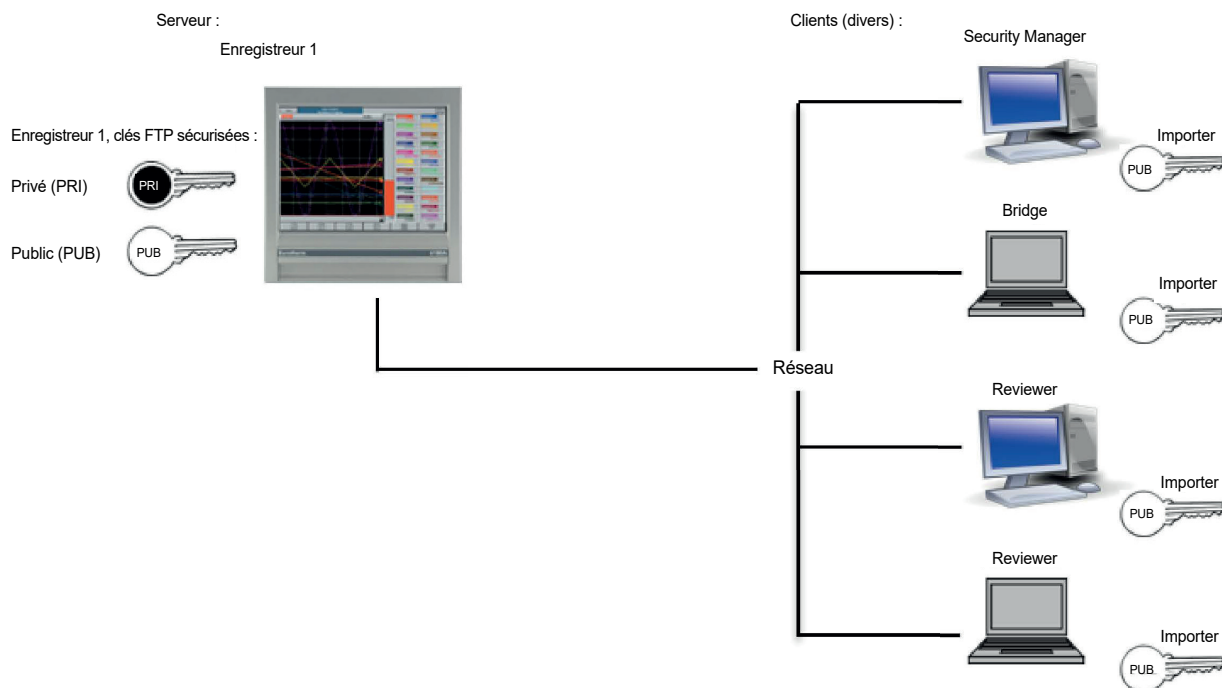 Serveur :
Enregistreur 1
Enregistreur 1, clés FTP sécurisées :
Privé (PRI)
PRI
Public (PUB)
PUB
Réseau
Clients (divers) :
Security Manager
Importer
PUB
Bridge
Importer
PUB
Reviewer
Importer
PUB
Reviewer
Importer
PUB